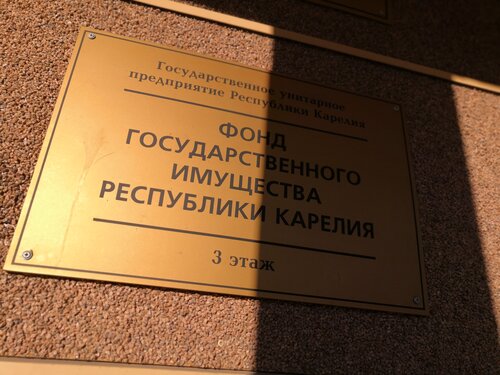 Государственное унитарное
предприятие Республики Карелия
ФОНД
ГОСУДАРСТВЕННОГО
ИМУЩЕСТВА
РЕСПУБЛИКИ КАРЕЛИЯ
3 этаж